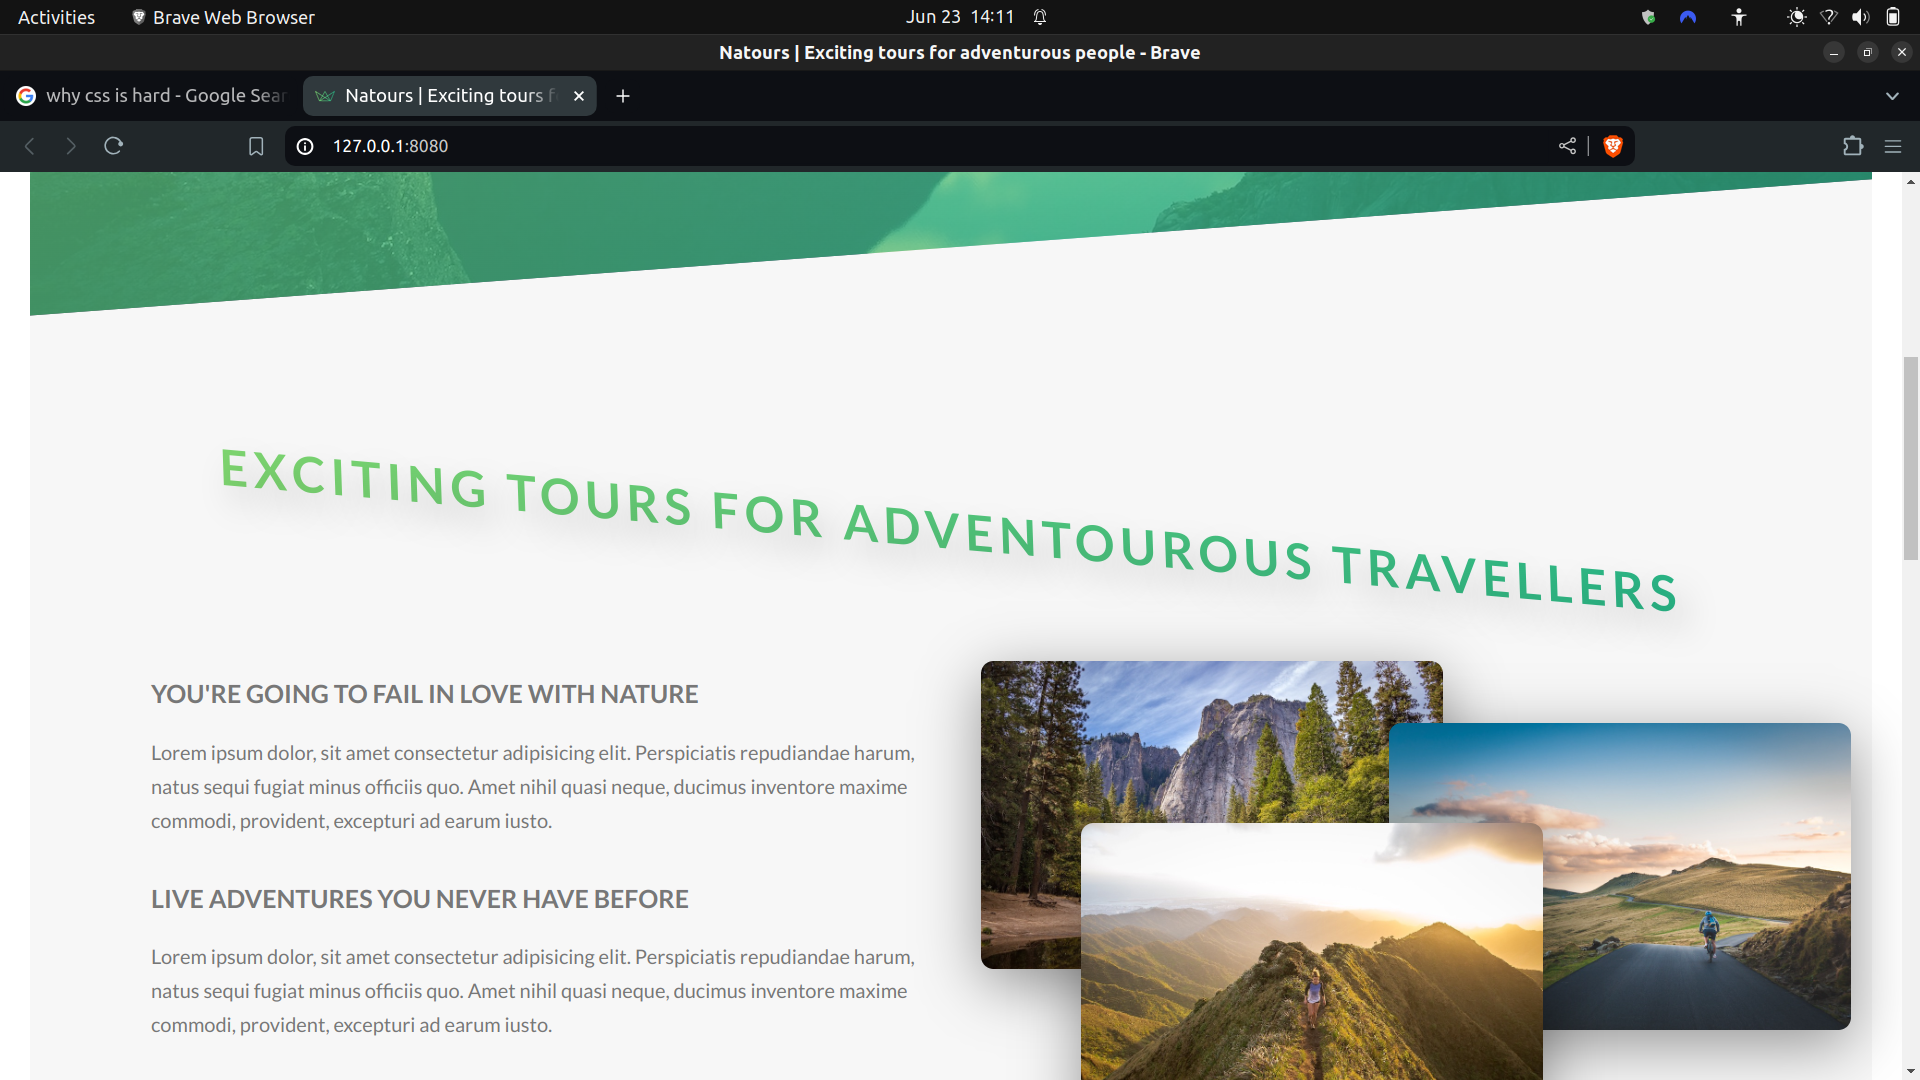 Activities
Brave Web Browser
Jun 23 14:11
Natours | Exciting tours for adventurous people - Brave
why css is hard - Google Sear
Natours | Exciting tours f
127.0.0.1:8080
EXCITING TOURS FOR ADVENTOUROUS TRAVELLERS
YOU'RE GOING TO FAIL IN LOVE WITH NATURE
Lorem ipsum dolor, sit amet consectetur adipisicing elit. Perspiciatis repudiandae harum,
natus sequi fugiat minus officiis quo. Amet nihil quasi neque, ducimus inventore maxime
commodi, provident, excepturi ad earum iusto.
LIVE ADVENTURES YOU NEVER HAVE BEFORE
Lorem ipsum dolor, sit amet consectetur adipisicing elit. Perspiciatis repudiandae harum,
natus sequi fugiat minus officiis quo. Amet nihil quasi neque, ducimus inventore maxime
commodi, provident, excepturi ad earum iusto.